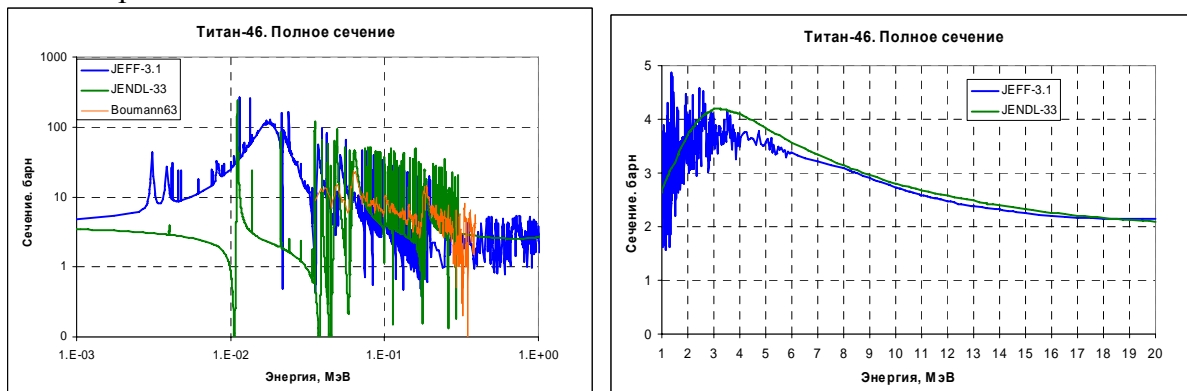 Титан-46. Полное сечение
1000
100
10
1
0
Сечение. барн
JEFF-3.1
JENDL-33
Boumann63
1.E-03
1.E-02
1.E-01
1.E+00
Энергия, МэВ
Титан-46. Полное сечение
5
4
3
2
1
0
Сечение. барн
JEFF-3.1
JENDL-33
1 2 3 4 5 6 7 8 9 10 11 12 13 14 15 16 17 18 19 20
Энергия, МэВ